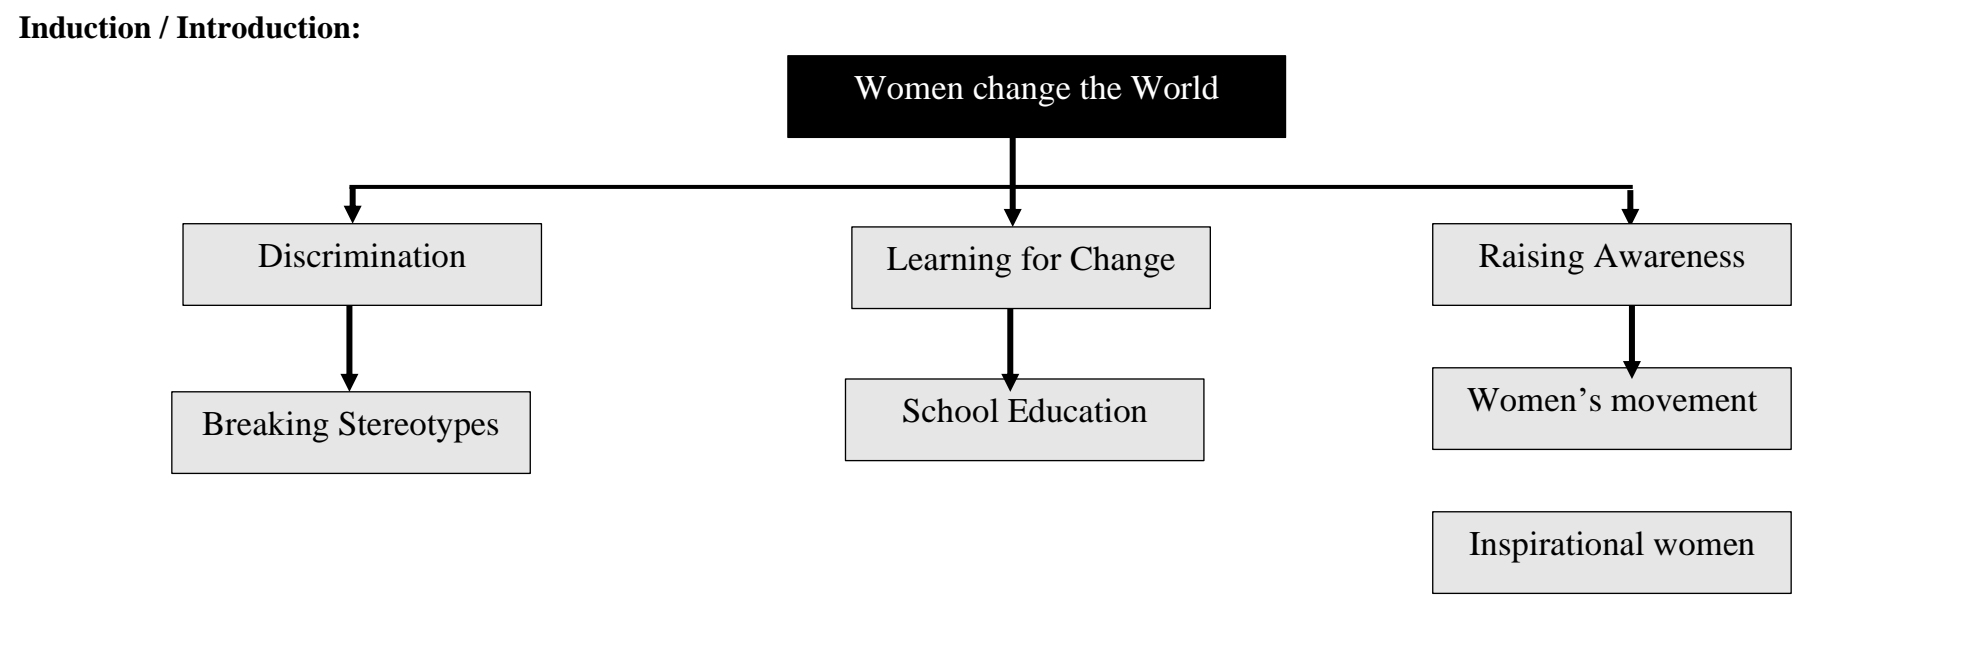 Induction / Introduction:
Women change the World
Discrimination
Learning for Change
Raising Awareness
Breaking Stereotypes
School Education
Women’s movement
Inspirational women